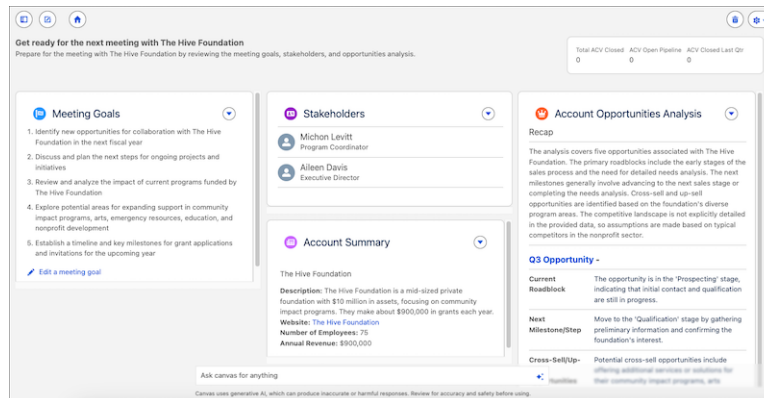 Get ready for the next meeting with The Hive Foundation
Prepare for the meeting with The Hive Foundation by reviewing the meeting goals, stakeholders, and opportunities analysis.
Total ACV Closed ACV Open Pipeline ACV Closed Last Qtr
0 0 0
Meeting Goals
1. Identify new opportunities for collaboration with The Hive
Foundation in the next fiscal year
2. Discuss and plan the next steps for ongoing projects and
initiatives
3. Review and analyze the impact of current programs funded by
The Hive Foundation
4. Explore potential areas for expanding support in community
impact programs, arts, emergency resources, education, and
nonprofit development
5. Establish a timeline and key milestones for grant applications
and invitations for the upcoming year
Edit a meeting goal
Stakeholders
Michon Levitt
Program Coordinator
Aileen Davis
Executive Director
Account Summary
The Hive Foundation
Description: The Hive Foundation is a mid-sized private
foundation with $10 million in assets, focusing on community
impact programs. They make about $900,000 in grants each year.
Website: The Hive Foundation
Number of Employees: 75
Annual Revenue: $900,000
Account Opportunities Analysis
Recap
The analysis covers five opportunities associated with The Hive
Foundation. The primary roadblocks include the early stages of the
sales process and the need for detailed needs analysis. The next
milestones generally involve advancing to the next sales stage or
completing the needs analysis. Cross-sell and up-sell
opportunities are identified based on the foundation's diverse
program areas. The competitive landscape is not explicitly detailed
in the provided data, so assumptions are made based on typical
competitors in the nonprofit sector.
Q3 Opportunity -
Current The opportunity is in the 'Prospecting' stage,
Roadblock indicating that initial contact and qualification
are still in progress.
Next Move to the 'Qualification' stage by gathering
Milestone/Step preliminary information and confirming the
foundation's interest.
Cross-Sell/Up- Potential cross-sell opportunities include
offering additional services or solutions for
their community impact programs, arts
Ask canvas for anything
Canvas uses generative AI, which can produce inaccurate or harmful responses. Review for accuracy and safety before using.